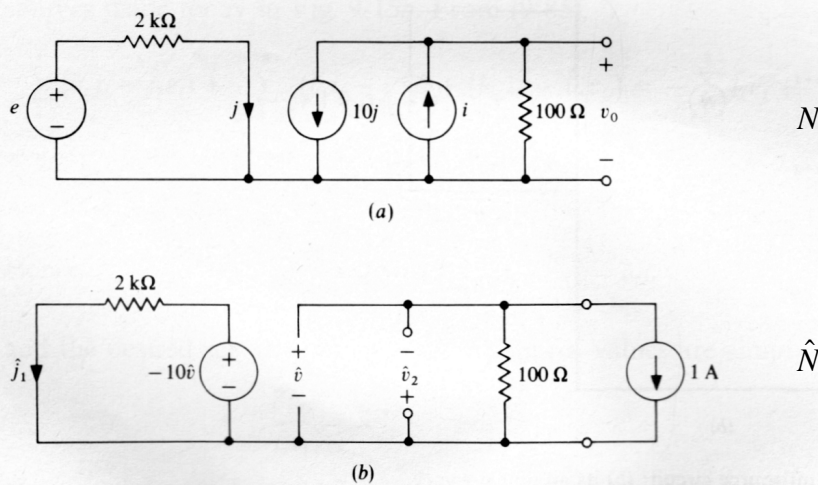 2 kΩ
e + − j 10j i 100 Ω + v₀ − N
(a)
2 kΩ
ĵ₁ + −10v̂ − + v̂ − − v̂₂ + 100 Ω 1 A N̂
(b)